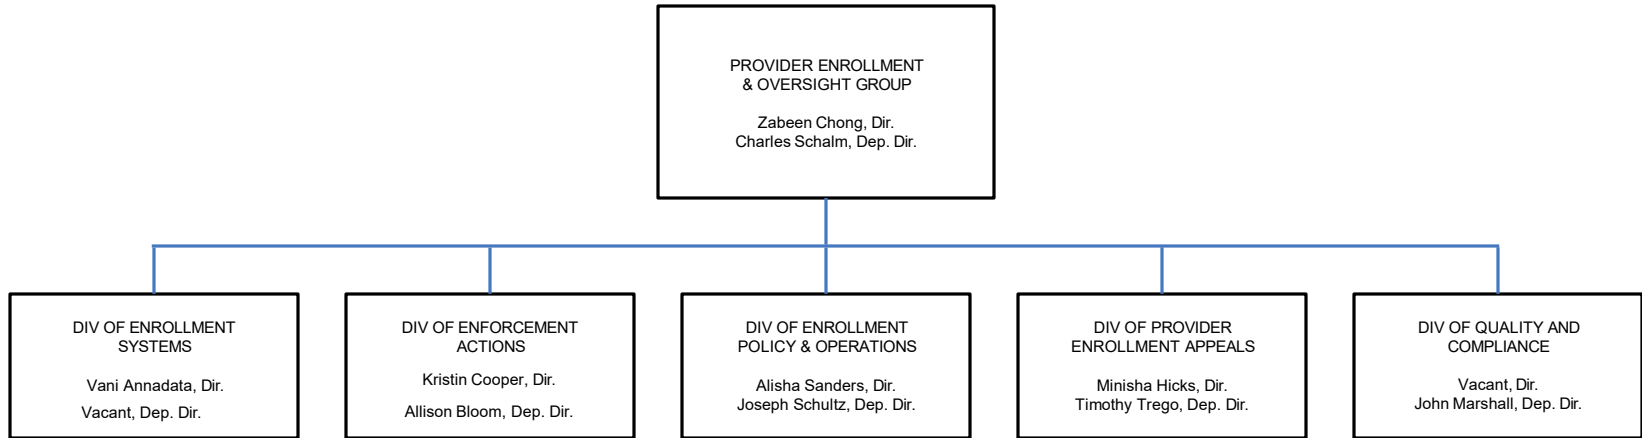 PROVIDER ENROLLMENT
& OVERSIGHT GROUP
Zabeen Chong, Dir.
Charles Schalm, Dep. Dir.
DIV OF ENROLLMENT
SYSTEMS
Vani Annadata, Dir.
Vacant, Dep. Dir.
DIV OF ENFORCEMENT
ACTIONS
Kristin Cooper, Dir.
Allison Bloom, Dep. Dir.
DIV OF ENROLLMENT
POLICY & OPERATIONS
Alisha Sanders, Dir.
Joseph Schultz, Dep. Dir.
DIV OF PROVIDER
ENROLLMENT APPEALS
Minisha Hicks, Dir.
Timothy Trego, Dep. Dir.
DIV OF QUALITY AND
COMPLIANCE
Vacant, Dir.
John Marshall, Dep. Dir.